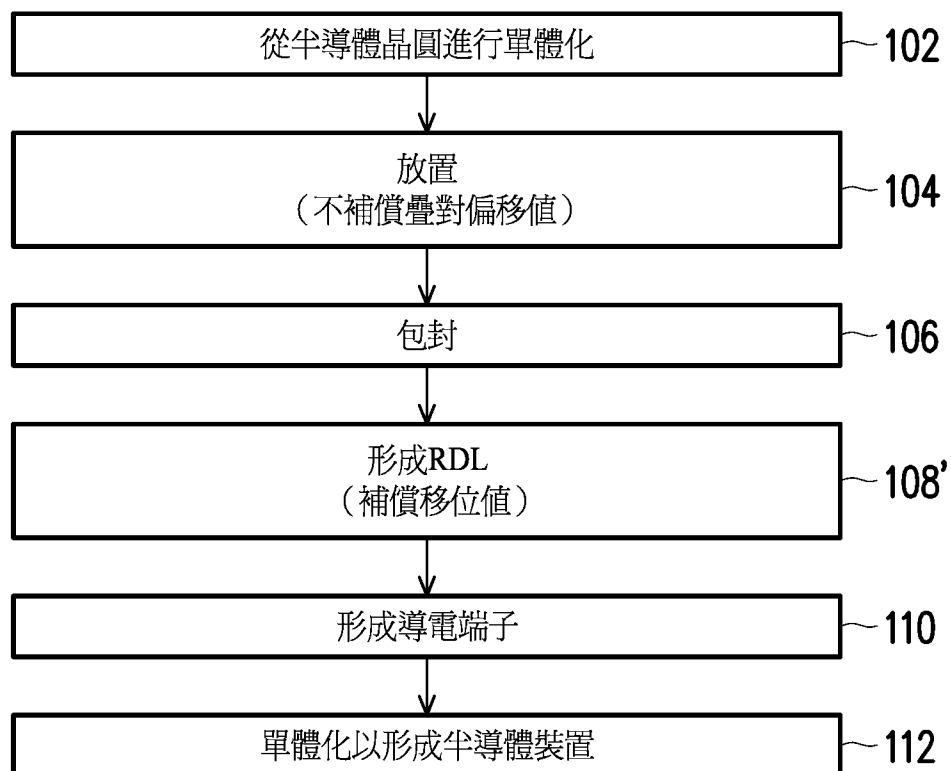 從半導體晶圓進行單體化
102
放置
(不補償疊對偏移值)
104
包封
106
形成RDL
(補償移位值)
108'
形成導電端子
110
單體化以形成半導體裝置
112